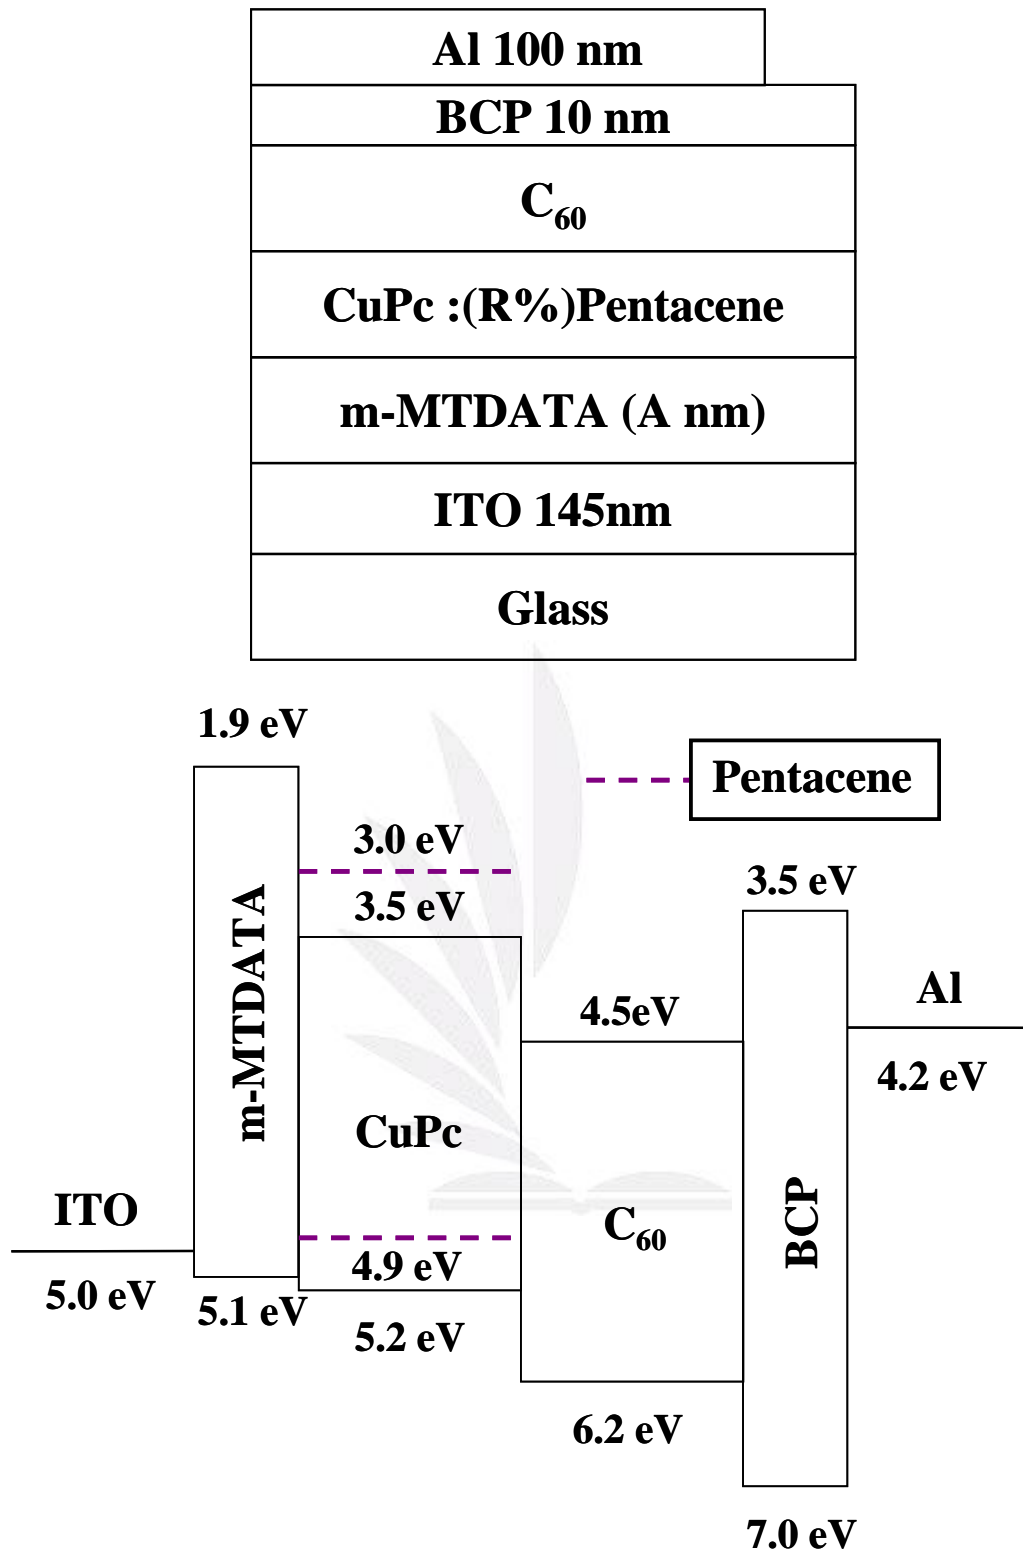 Al 100 nm
BCP 10 nm
C₆₀
CuPc :(R%)Pentacene
m-MTDATA (A nm)
ITO 145nm
Glass
1.9 eV
Pentacene
3.0 eV
3.5 eV
3.5 eV
m-MTDATA
Al
4.5eV
4.2 eV
CuPc
ITO
C₆₀
BCP
4.9 eV
5.0 eV
5.1 eV
5.2 eV
6.2 eV
7.0 eV